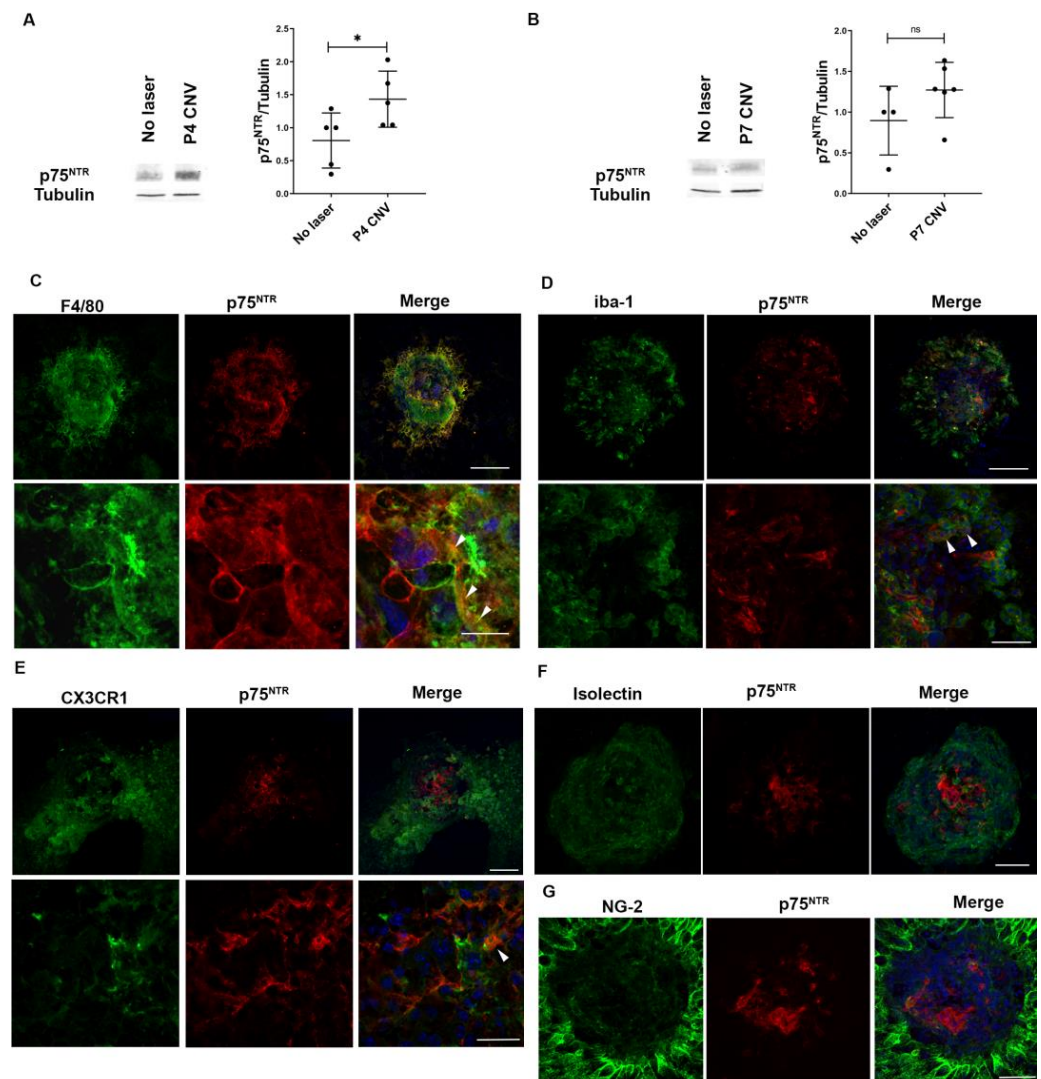 A
No laser
P4 CNV
p75NTR
Tubulin
p75NTR/Tubulin
2.5
2.0
1.5
1.0
0.5
0.0
*
No laser
P4 CNV
B
No laser
P7 CNV
p75NTR
Tubulin
p75NTR/Tubulin
2.0
1.5
1.0
0.5
0.0
ns
No laser
P7 CNV
C
F4/80
p75NTR
Merge
D
iba-1
p75NTR
Merge
E
CX3CR1
p75NTR
Merge
F
Isolectin
p75NTR
Merge
G
NG-2
p75NTR
Merge